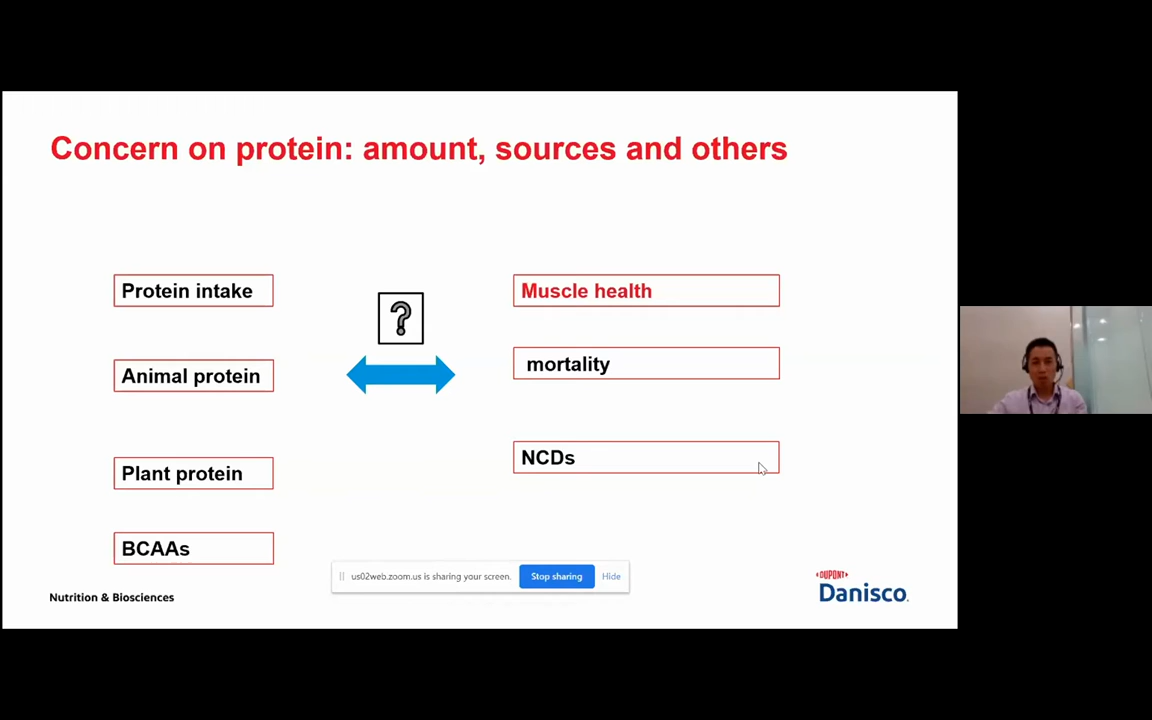 Concern on protein: amount, sources and others
Protein intake
Animal protein
Plant protein
BCAAs
?
Muscle health
mortality
NCDs
us02web.zoom.us is sharing your screen.
Stop sharing
Hide
Nutrition & Biosciences
DUPONT
Danisco.